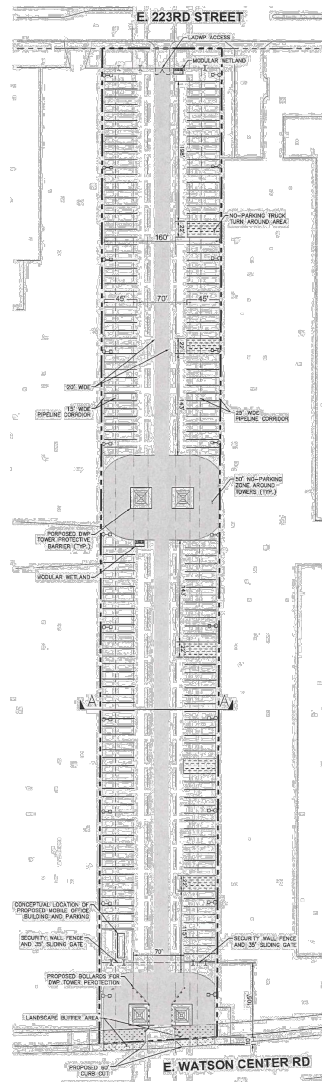 E. 223RD STREET
LADWP ACCESS
MODULAR WETLAND
NO-PARKING TRUCK
TURN AROUND AREA
160'
45'
70'
45'
20' WIDE
15' WIDE
PIPELINE CORRDIOR
25' WIDE
PIPELINE CORRIDOR
50' NO-PARKING
ZONE AROUND
TOWERS (TYP.)
PORPOSED DWP
TOWER PROTECTIVE
BARRIER (TYP.)
MODULAR WETLAND
A
A
CONCEPTUAL LOCATION OF
PROPOSED MOBILE OFFICE
BUILDING AND PARKING
SECURITY WALL FENCE
AND 35' SLIDING GATE
SECURITY WALL FENCE
AND 35' SLIDING GATE
70'
PROPOSED BOLLARDS FOR
DWP TOWER PEROTECTION
LANDSCAPE BUFFER AREA
PROPOSED 60'
CURB CUT
E. WATSON CENTER RD